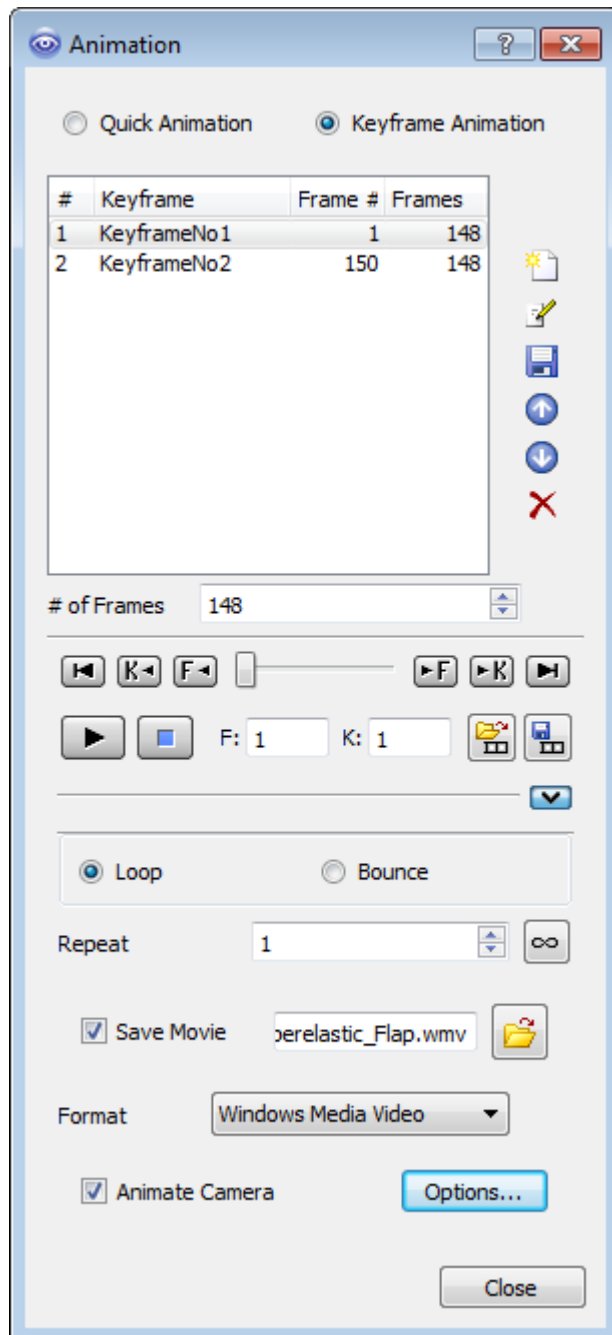 Animation
Quick Animation Keyframe Animation
# Keyframe Frame # Frames
1 KeyframeNo1 1 148
2 KeyframeNo2 150 148
# of Frames 148
K F F K
F: 1 K: 1
Loop Bounce
Repeat 1 ∞
Save Movie perelastic_Flap.wmv
Format Windows Media Video
Animate Camera Options...
Close